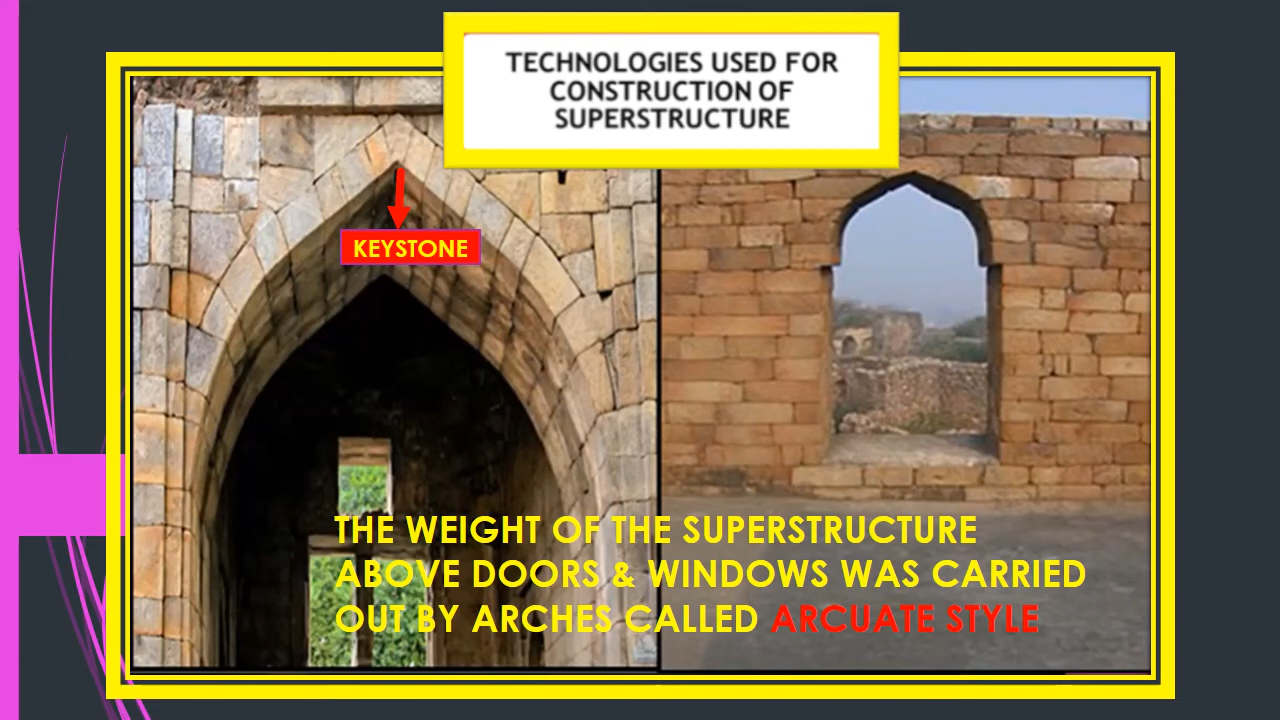 TECHNOLOGIES USED FOR
CONSTRUCTION OF
SUPERSTRUCTURE
KEYSTONE
THE WEIGHT OF THE SUPERSTRUCTURE
ABOVE DOORS & WINDOWS WAS CARRIED
OUT BY ARCHES CALLED ARCUATE STYLE